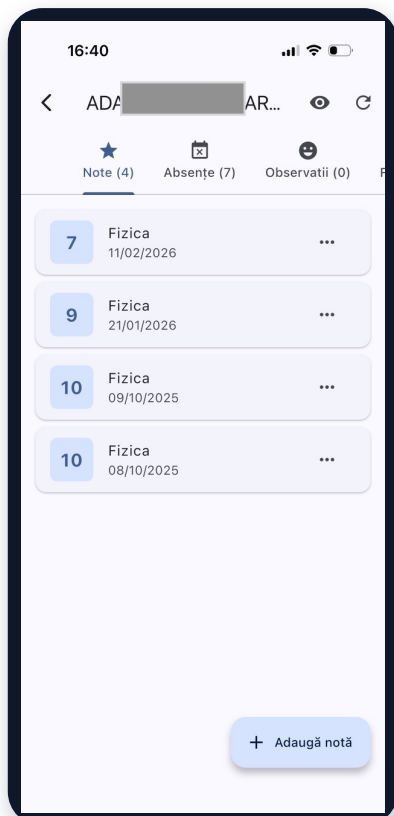 16:40
ADA AR...
Note (4) Absențe (7) Observatii (0) F
7 Fizica
11/02/2026
9 Fizica
21/01/2026
10 Fizica
09/10/2025
10 Fizica
08/10/2025
+ Adaugă notă